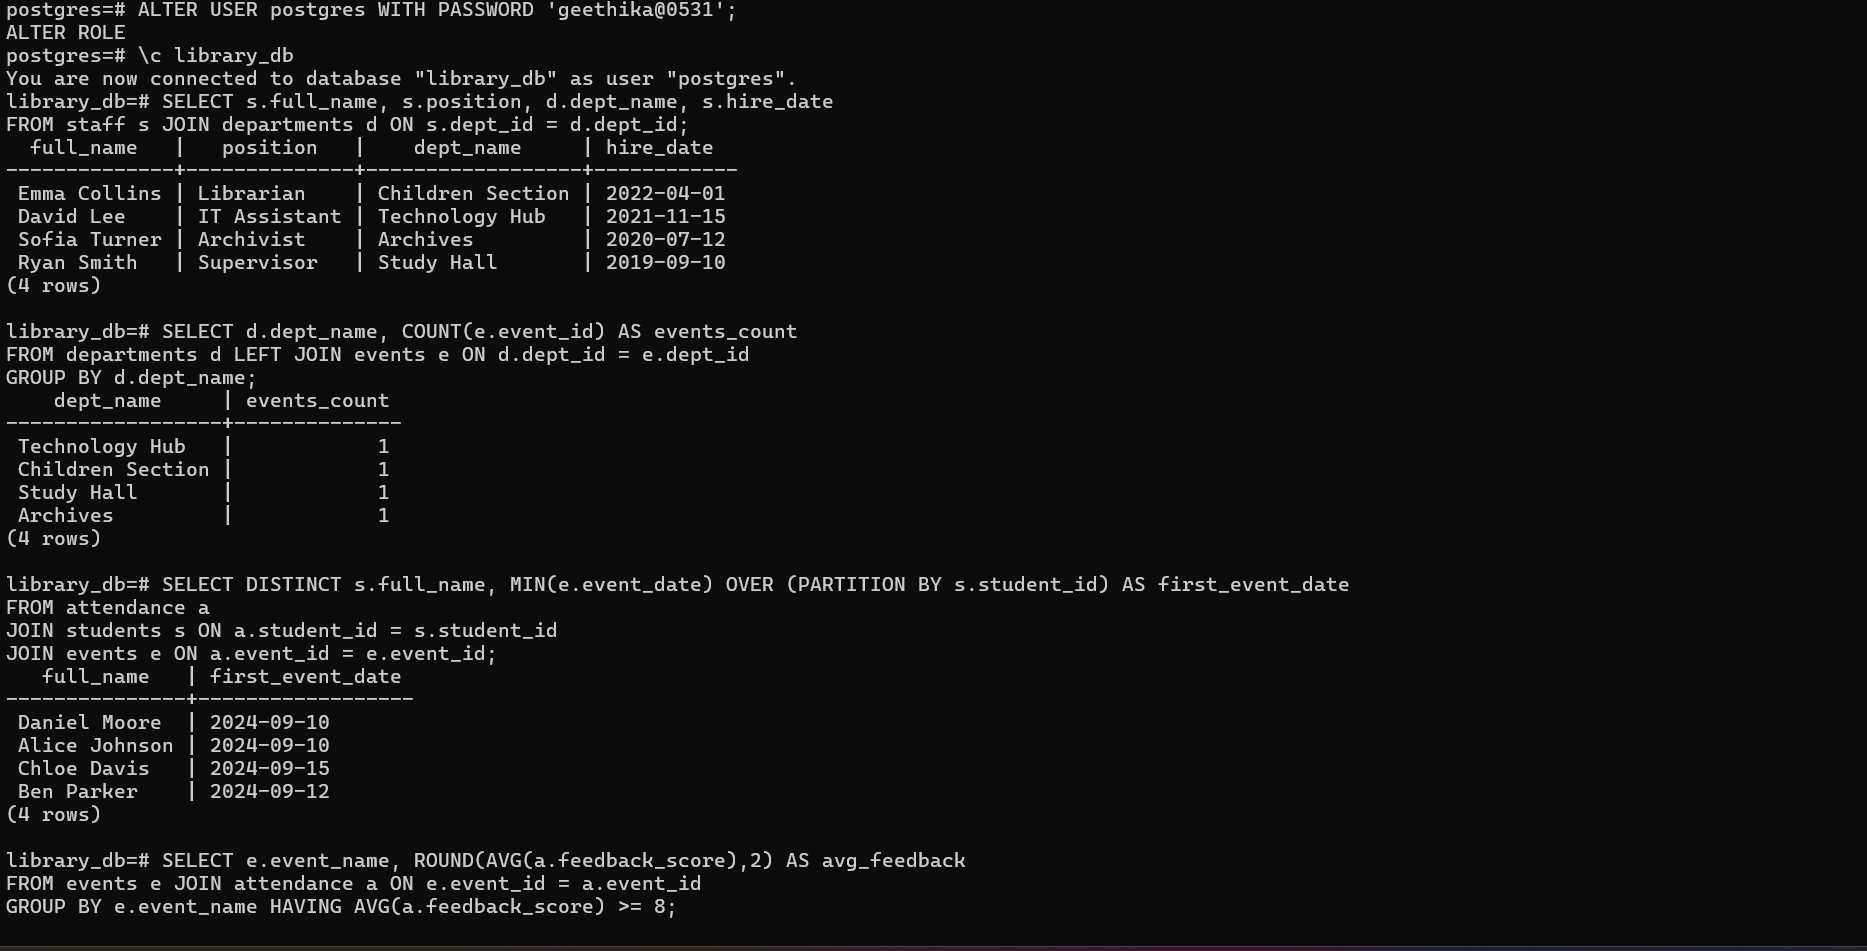 postgres=# ALTER USER postgres WITH PASSWORD 'geethika@0531';
ALTER ROLE
postgres=# \c library_db
You are now connected to database "library_db" as user "postgres".
library_db=# SELECT s.full_name, s.position, d.dept_name, s.hire_date
FROM staff s JOIN departments d ON s.dept_id = d.dept_id;
  full_name   |   position   |    dept_name     | hire_date
--------------+--------------+------------------+------------
 Emma Collins | Librarian    | Children Section | 2022-04-01
 David Lee    | IT Assistant | Technology Hub   | 2021-11-15
 Sofia Turner | Archivist    | Archives         | 2020-07-12
 Ryan Smith   | Supervisor   | Study Hall       | 2019-09-10
(4 rows)

library_db=# SELECT d.dept_name, COUNT(e.event_id) AS events_count
FROM departments d LEFT JOIN events e ON d.dept_id = e.dept_id
GROUP BY d.dept_name;
    dept_name     | events_count
------------------+--------------
 Technology Hub   |            1
 Children Section |            1
 Study Hall       |            1
 Archives         |            1
(4 rows)

library_db=# SELECT DISTINCT s.full_name, MIN(e.event_date) OVER (PARTITION BY s.student_id) AS first_event_date
FROM attendance a
JOIN students s ON a.student_id = s.student_id
JOIN events e ON a.event_id = e.event_id;
   full_name   | first_event_date
---------------+------------------
 Daniel Moore  | 2024-09-10
 Alice Johnson | 2024-09-10
 Chloe Davis   | 2024-09-15
 Ben Parker    | 2024-09-12
(4 rows)

library_db=# SELECT e.event_name, ROUND(AVG(a.feedback_score),2) AS avg_feedback
FROM events e JOIN attendance a ON e.event_id = a.event_id
GROUP BY e.event_name HAVING AVG(a.feedback_score) >= 8;